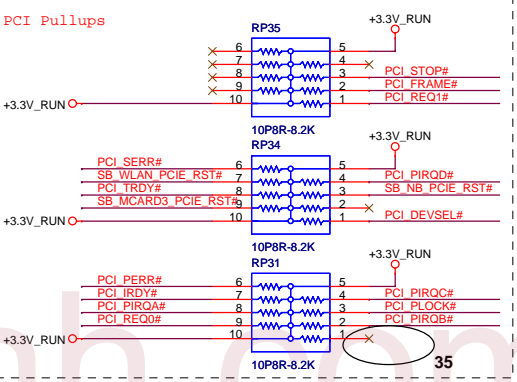 PCI Pullups
RP35
+3.3V_RUN
6 5
7 4
8 3 PCI_STOP#
9 2 PCI_FRAME#
+3.3V_RUN 10 1 PCI_REQ1#
10P8R-8.2K
RP34
+3.3V_RUN
PCI_SERR# 6 5
SB_WLAN_PCIE_RST# 7 4 PCI_PIRQD#
PCI_TRDY# 8 3 SB_NB_PCIE_RST#
SB_MCARD3_PCIE_RST# 9 2
+3.3V_RUN 10 1 PCI_DEVSEL#
10P8R-8.2K
RP31
+3.3V_RUN
PCI_PERR# 6 5
PCI_IRDY# 7 4 PCI_PIRQC#
PCI_PIRQA# 8 3 PCI_PLOCK#
PCI_REQ0# 9 2 PCI_PIRQB#
+3.3V_RUN 10 1
10P8R-8.2K
35